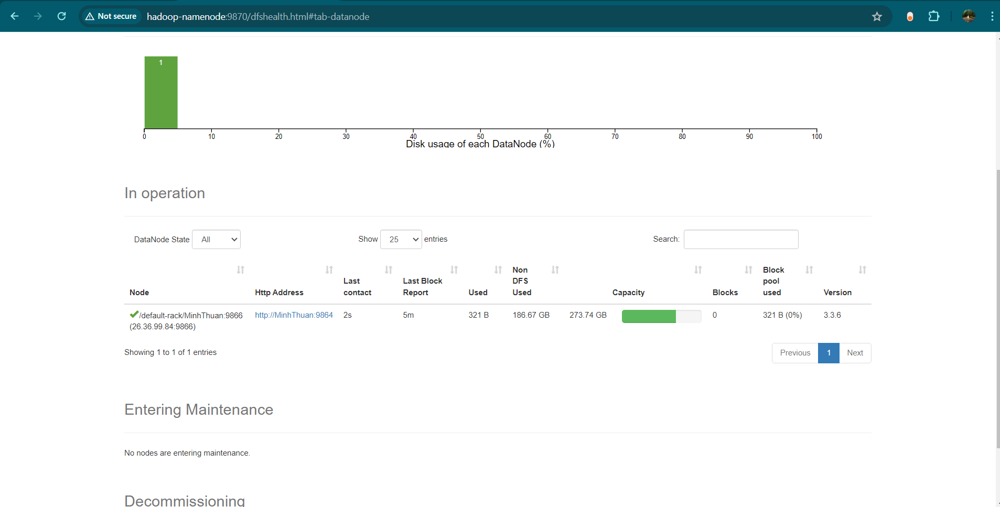 Not secure hadoop-namenode:9870/dfshealth.html#tab-datanode
1
0 10 20 30 40 50 60 70 80 90 100
Disk usage of each DataNode (%)
In operation
DataNode State All Show 25 entries Search:
Node Http Address Last contact Last Block Report Used Non DFS Used Capacity Blocks Block pool used Version
/default-rack/MinhThuan:9866 http://MinhThuan:9864 2s 5m 321 B 186.67 GB 273.74 GB 0 321 B (0%) 3.3.6
(26.36.99.84:9866)
Showing 1 to 1 of 1 entries Previous 1 Next
Entering Maintenance
No nodes are entering maintenance.
Decommissioning